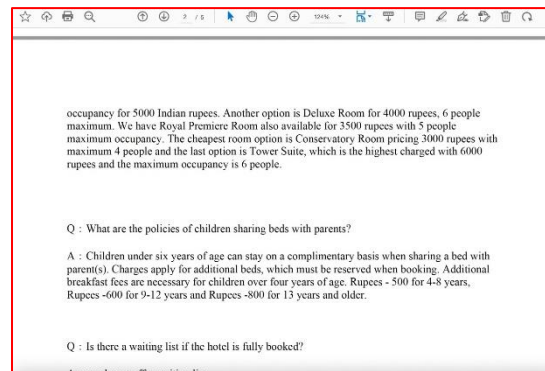 2 / 5
124%
occupancy for 5000 Indian rupees. Another option is Deluxe Room for 4000 rupees, 6 people
maximum. We have Royal Premiere Room also available for 3500 rupees with 5 people
maximum occupancy. The cheapest room option is Conservatory Room pricing 3000 rupees with
maximum 4 people and the last option is Tower Suite, which is the highest charged with 6000
rupees and the maximum occupancy is 6 people.
Q : What are the policies of children sharing beds with parents?
A : Children under six years of age can stay on a complimentary basis when sharing a bed with
parent(s). Charges apply for additional beds, which must be reserved when booking. Additional
breakfast fees are necessary for children over four years of age. Rupees - 500 for 4-8 years,
Rupees -600 for 9-12 years and Rupees -800 for 13 years and older.
Q : Is there a waiting list if the hotel is fully booked?